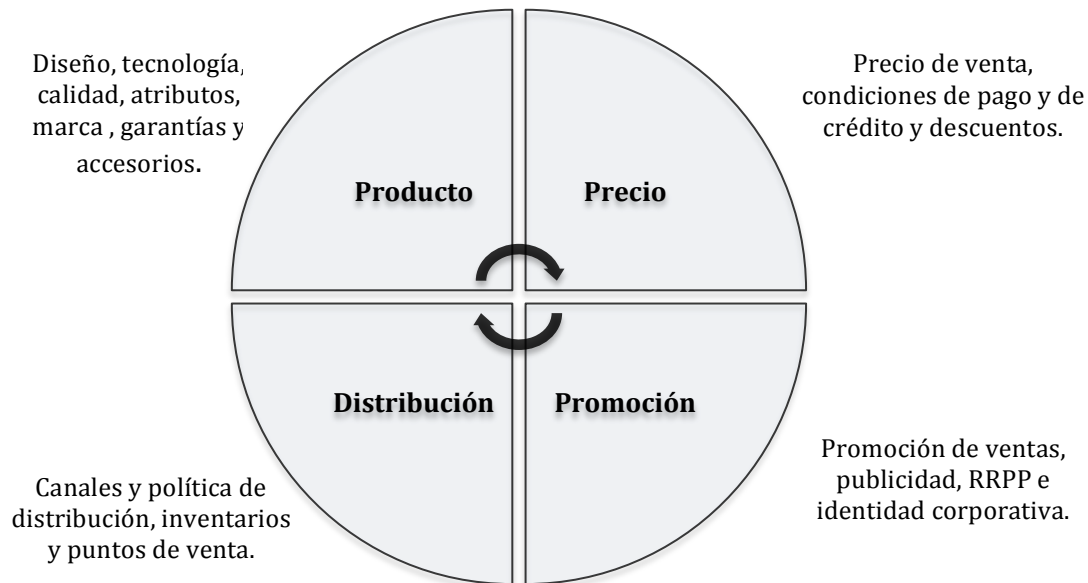 Diseño, tecnología,
calidad, atributos,
marca , garantías y
accesorios.
Precio de venta,
condiciones de pago y de
crédito y descuentos.
Producto
Precio
Distribución
Promoción
Canales y política de
distribución, inventarios
y puntos de venta.
Promoción de ventas,
publicidad, RRPP e
identidad corporativa.